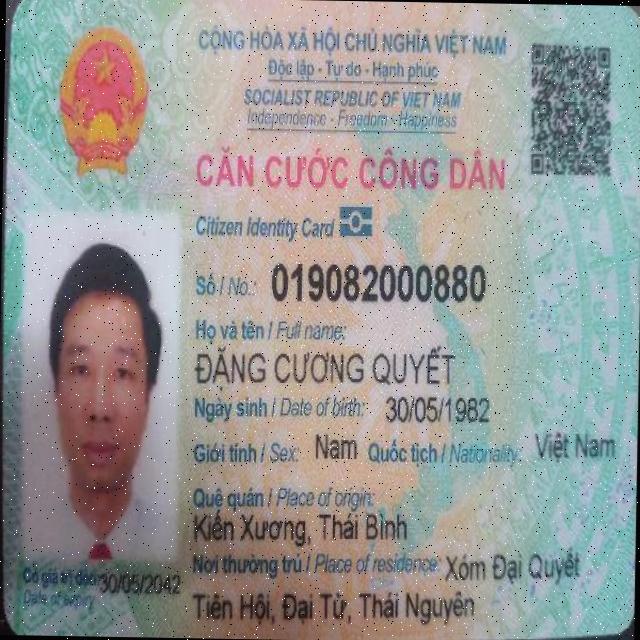 CỘNG HÒA XÃ HỘI CHỦ NGHĨA VIỆT NAM
Độc lập - Tự do - Hạnh phúc
SOCIALIST REPUBLIC OF VIET NAM
Independence - Freedom - Happiness
CĂN CƯỚC CÔNG DÂN
Citizen Identity Card
Số / No.: 019082000880
Họ và tên / Full name:
ĐẶNG CƯƠNG QUYẾT
Ngày sinh / Date of birth: 30/05/1982
Giới tính / Sex: Nam Quốc tịch / Nationality: Việt Nam
Quê quán / Place of origin:
Kiến Xương, Thái Bình
Nơi thường trú / Place of residence: Xóm Đại Quyết
Tiên Hội, Đại Từ, Thái Nguyên
Có giá trị đến: 30/05/2042
Date of expiry